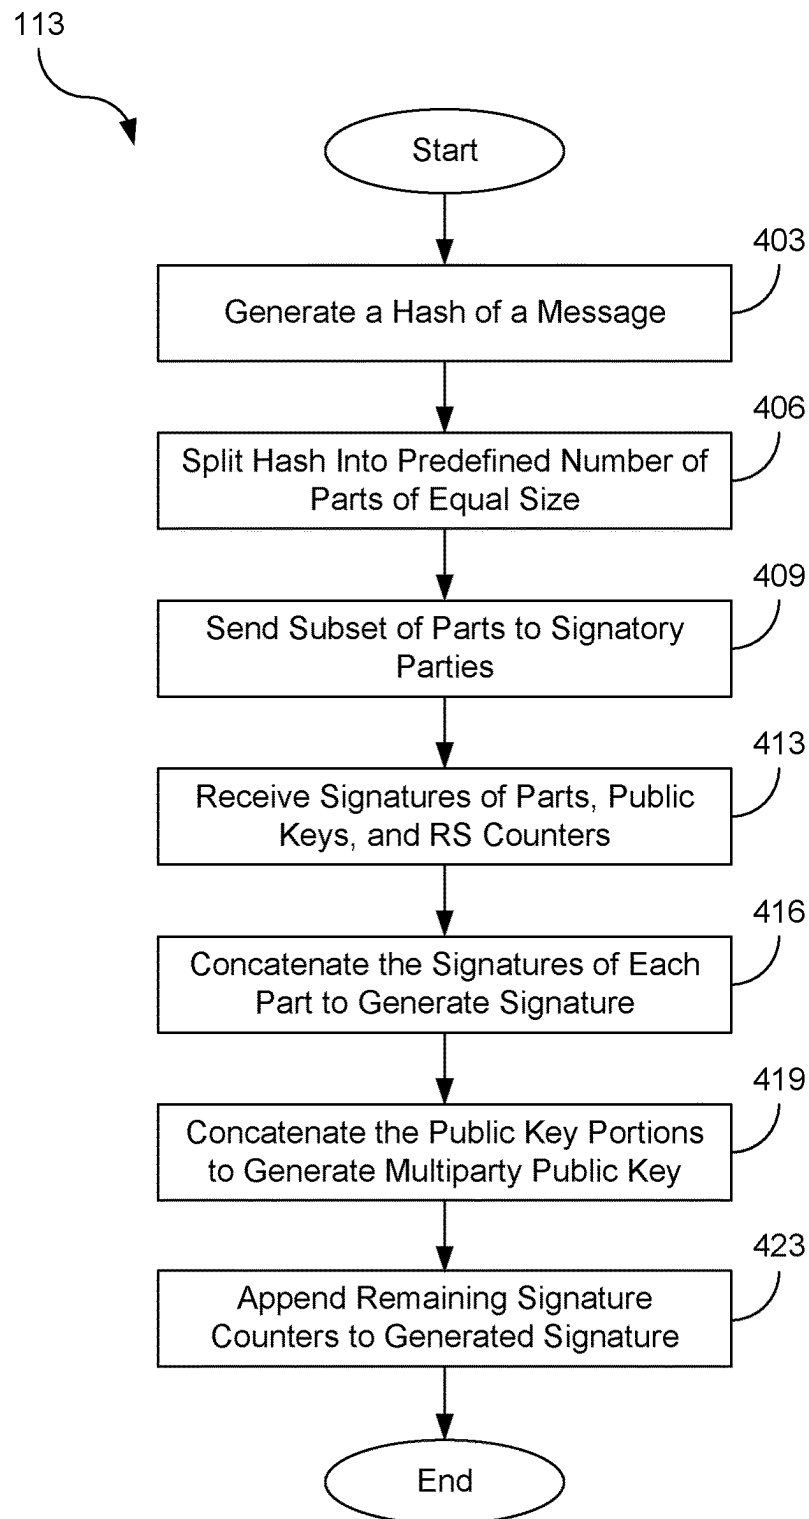 113
Start
403
Generate a Hash of a Message
406
Split Hash Into Predefined Number of
Parts of Equal Size
409
Send Subset of Parts to Signatory
Parties
413
Receive Signatures of Parts, Public
Keys, and RS Counters
416
Concatenate the Signatures of Each
Part to Generate Signature
419
Concatenate the Public Key Portions
to Generate Multiparty Public Key
423
Append Remaining Signature
Counters to Generated Signature
End